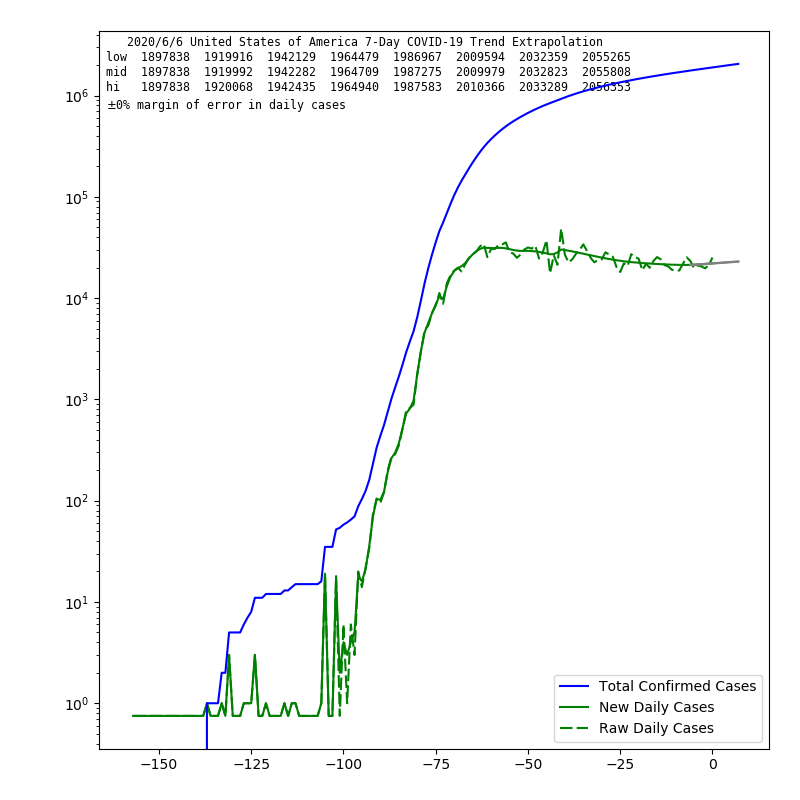 2020/6/6 United States of America 7-Day COVID-19 Trend Extrapolation
low 1897838 1919916 1942129 1964479 1986967 2009594 2032359 2055265
mid 1897838 1919992 1942282 1964709 1987275 2009979 2032823 2055808
hi 1897838 1920068 1942435 1964940 1987583 2010366 2033289 2056353
±0% margin of error in daily cases
10⁶
10⁵
10⁴
10³
10²
10¹
10⁰
Total Confirmed Cases
New Daily Cases
Raw Daily Cases
−150 −125 −100 −75 −50 −25 0